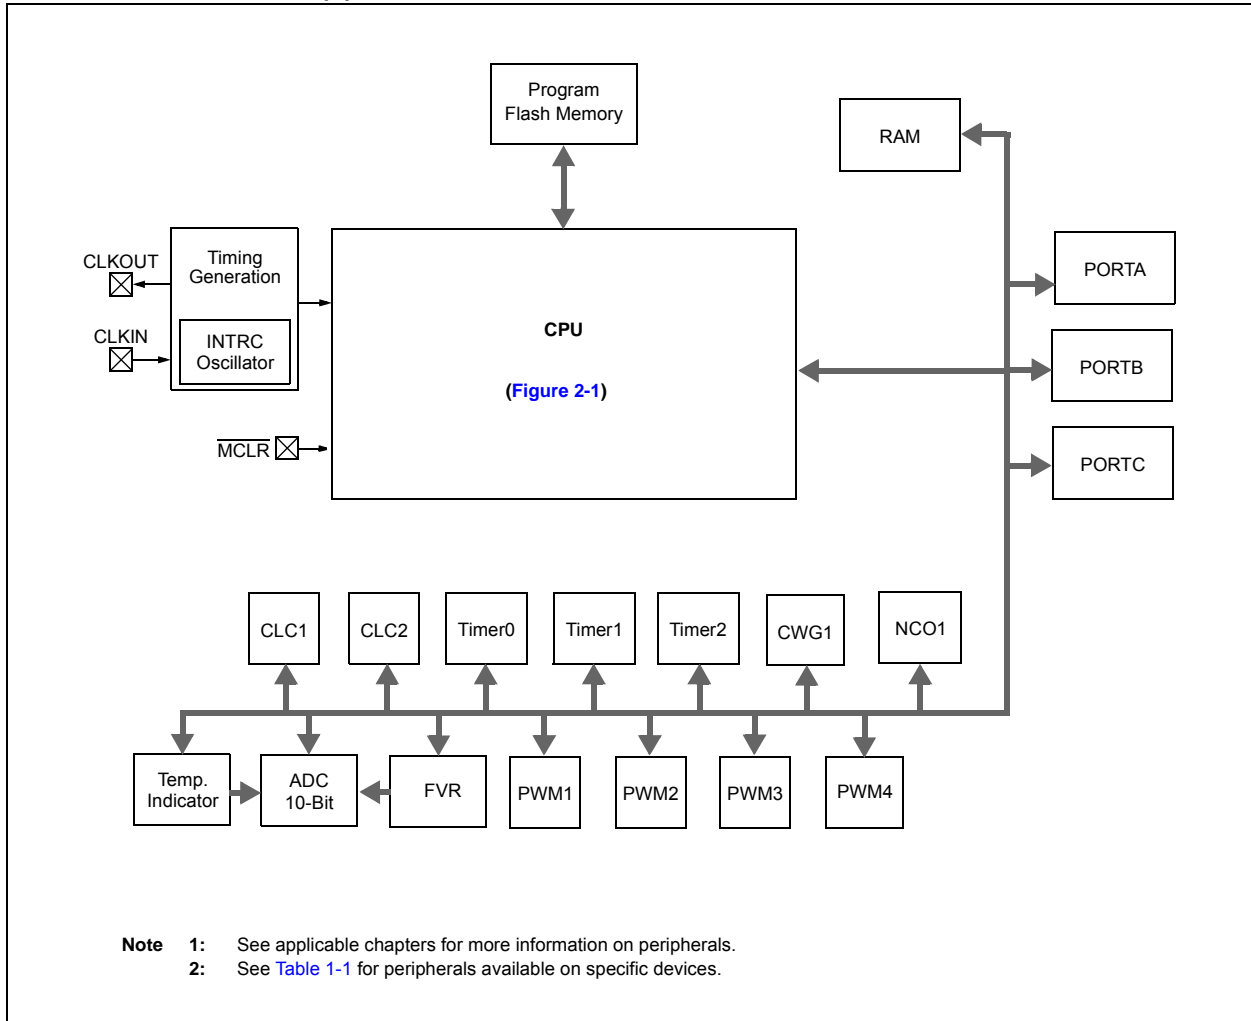 Program
Flash Memory
RAM
Timing
Generation
CLKOUT
PORTA
CLKIN
INTRC
Oscillator
CPU
PORTB
(Figure 2-1)
MCLR
PORTC
CLC1
CLC2
Timer0
Timer1
Timer2
CWG1
NCO1
Temp.
Indicator
ADC
10-Bit
FVR
PWM1
PWM2
PWM3
PWM4
Note 1: See applicable chapters for more information on peripherals.
2: See Table 1-1 for peripherals available on specific devices.